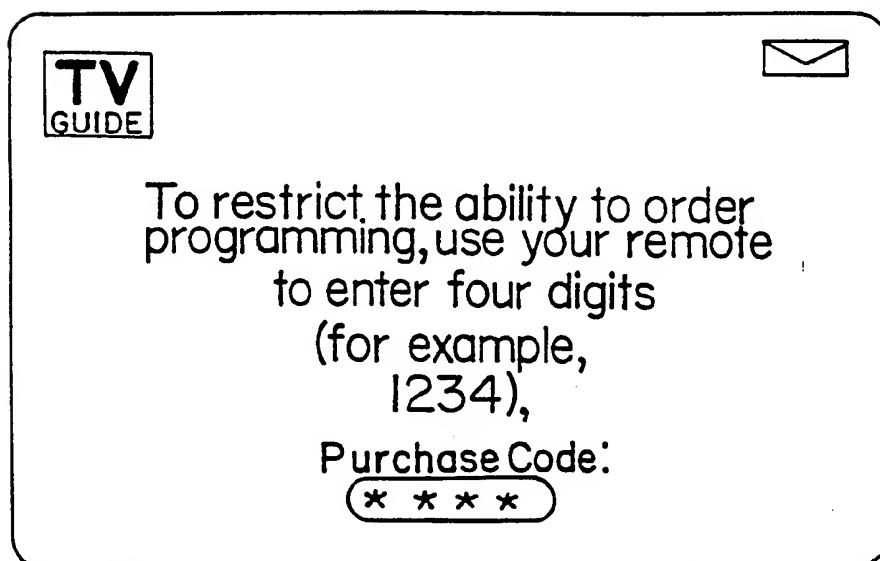 TV
GUIDE
To restrict the ability to order
programming, use your remote
to enter four digits
(for example,
1234),
Purchase Code:
* * * *